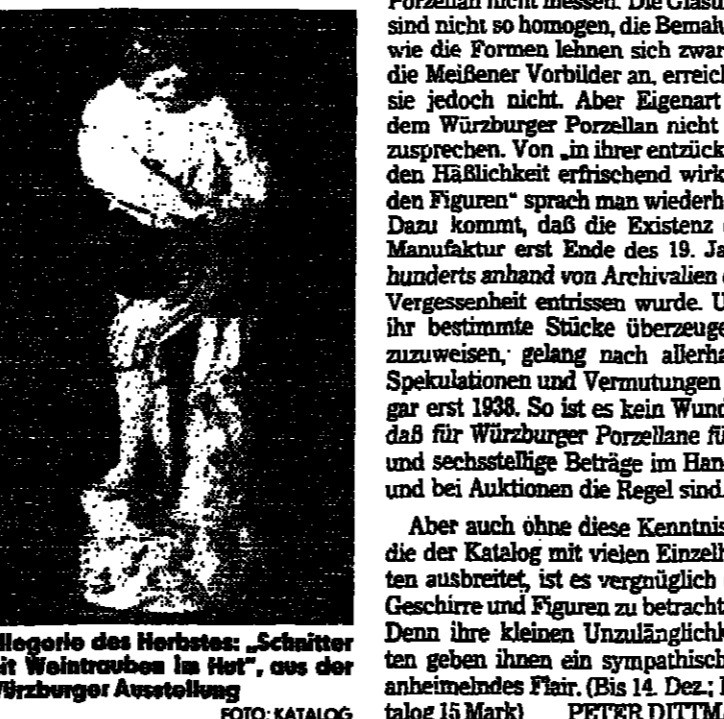 llegorie des Herbstes: „Schnitter
it Weintrauben im Hut“, aus der
Würzburger Ausstellung
FOTO: KATALOG
Porzellan nicht messen. Die Glasu
sind nicht so homogen, die Bemalu
wie die Formen lehnen sich zwar
die Meißener Vorbilder an, erreich
sie jedoch nicht. Aber Eigenart
dem Würzburger Porzellan nicht
zusprechen. Von „in ihrer entzück
den Häßlichkeit erfrischend wirk
den Figuren“ sprach man wiederh
Dazu kommt, daß die Existenz
Manufaktur erst Ende des 19. Ja
hunderts anhand von Archivalien
Vergessenheit entrissen wurde. U
ihr bestimmte Stücke überzeuge
zuzuweisen, gelang nach allerha
Spekulationen und Vermutungen
gar erst 1938. So ist es kein Wund
daß für Würzburger Porzellane fü
und sechsstellige Beträge im Han
und bei Auktionen die Regel sind.
Aber auch ohne diese Kenntnis
die der Katalog mit vielen Einzelh
ten ausbreitet, ist es vergnüglich
Geschirre und Figuren zu betracht
Denn ihre kleinen Unzulänglichk
ten geben ihnen ein sympathisch
anheimelndes Flair. (Bis 14. Dez.;
talog 15 Mark) PETER DITTM